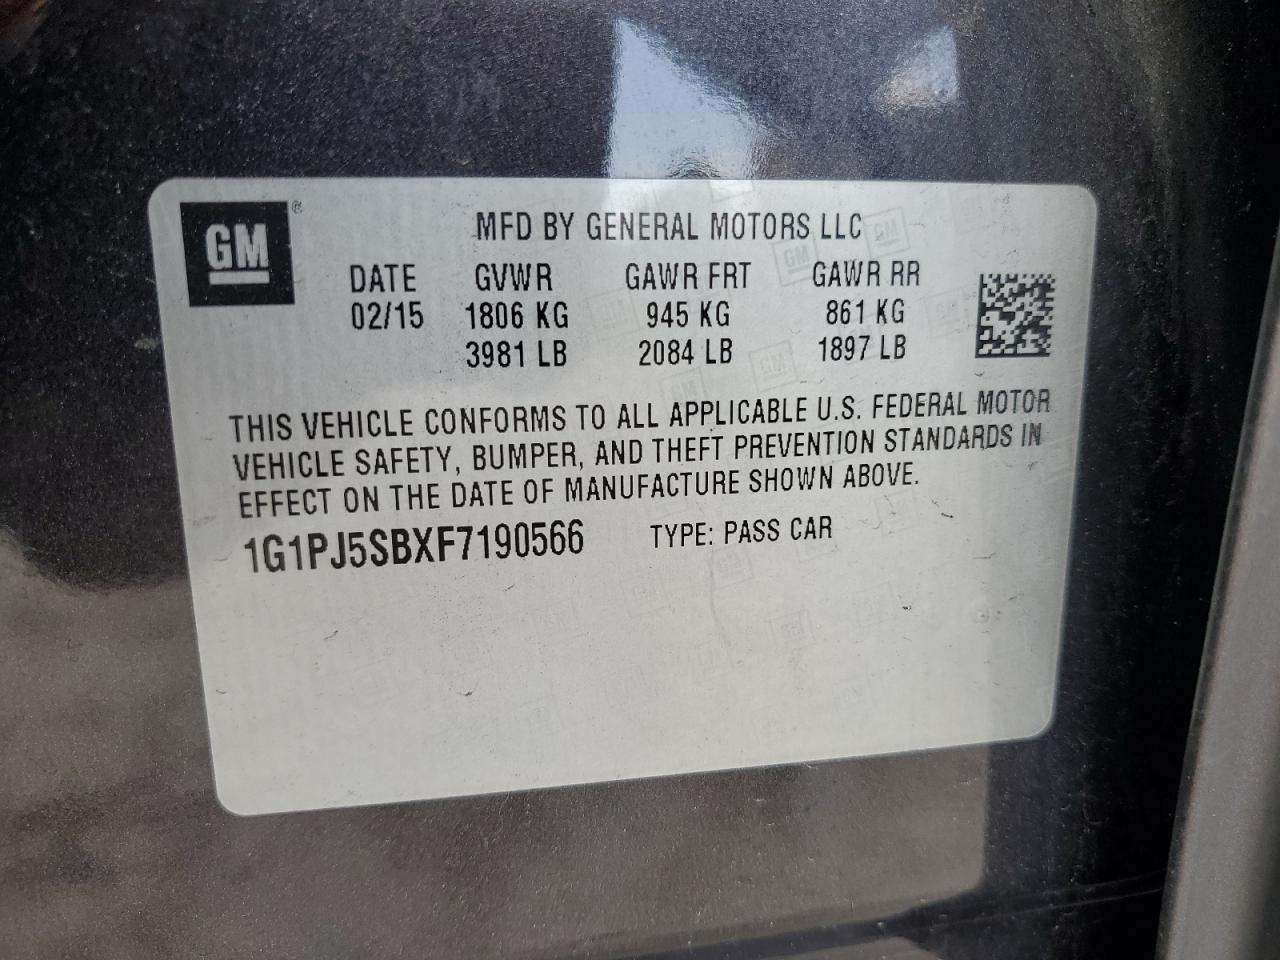 GM®
MFD BY GENERAL MOTORS LLC
DATE GVWR GAWR FRT GAWR RR
02/15 1806 KG 945 KG 861 KG
3981 LB 2084 LB 1897 LB
THIS VEHICLE CONFORMS TO ALL APPLICABLE U.S. FEDERAL MOTOR
VEHICLE SAFETY, BUMPER, AND THEFT PREVENTION STANDARDS IN
EFFECT ON THE DATE OF MANUFACTURE SHOWN ABOVE.
1G1PJ5SBXF7190566 TYPE: PASS CAR